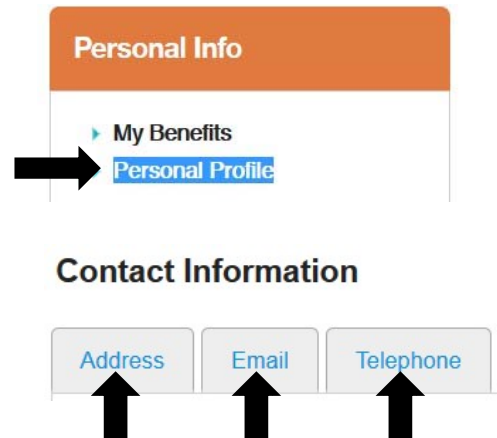 Personal Info
My Benefits
Personal Profile
Contact Information
Address Email Telephone